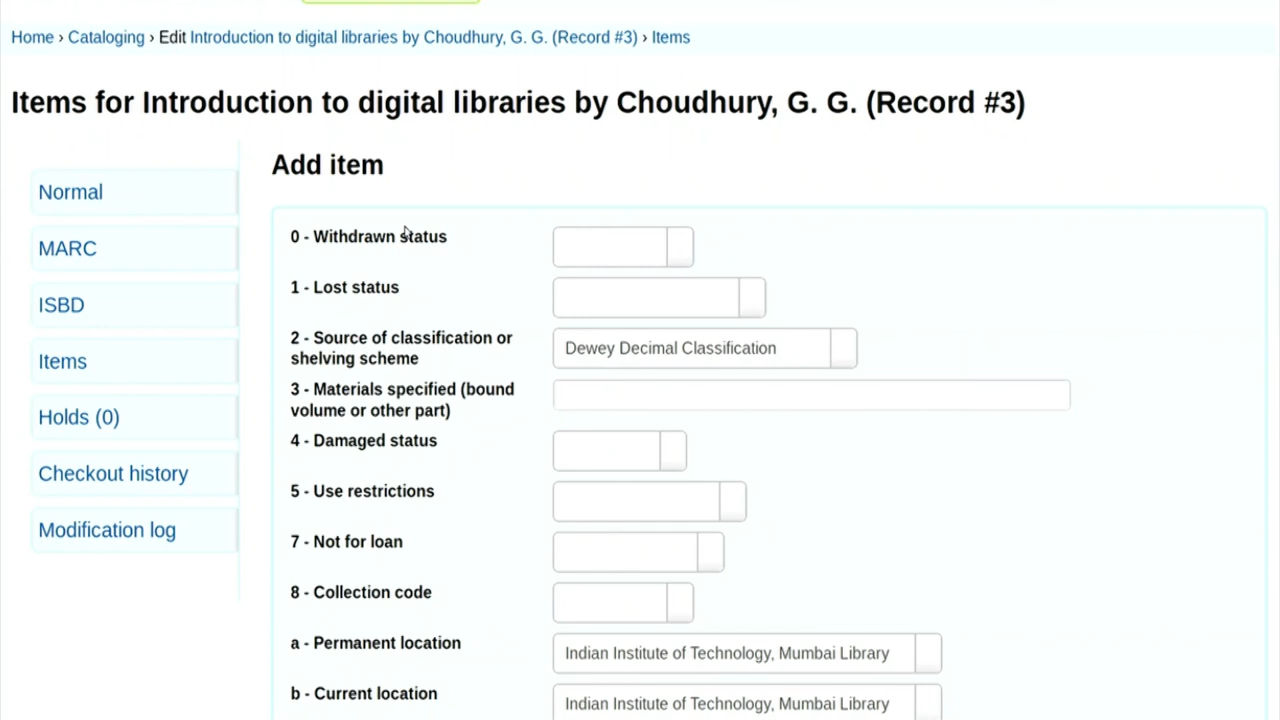 Home › Cataloging › Edit Introduction to digital libraries by Choudhury, G. G. (Record #3) › Items
Items for Introduction to digital libraries by Choudhury, G. G. (Record #3)
Normal
MARC
ISBD
Items
Holds (0)
Checkout history
Modification log
Add item
0 - Withdrawn status
1 - Lost status
2 - Source of classification or
shelving scheme
Dewey Decimal Classification
3 - Materials specified (bound
volume or other part)
4 - Damaged status
5 - Use restrictions
7 - Not for loan
8 - Collection code
a - Permanent location
Indian Institute of Technology, Mumbai Library
b - Current location
Indian Institute of Technology, Mumbai Library